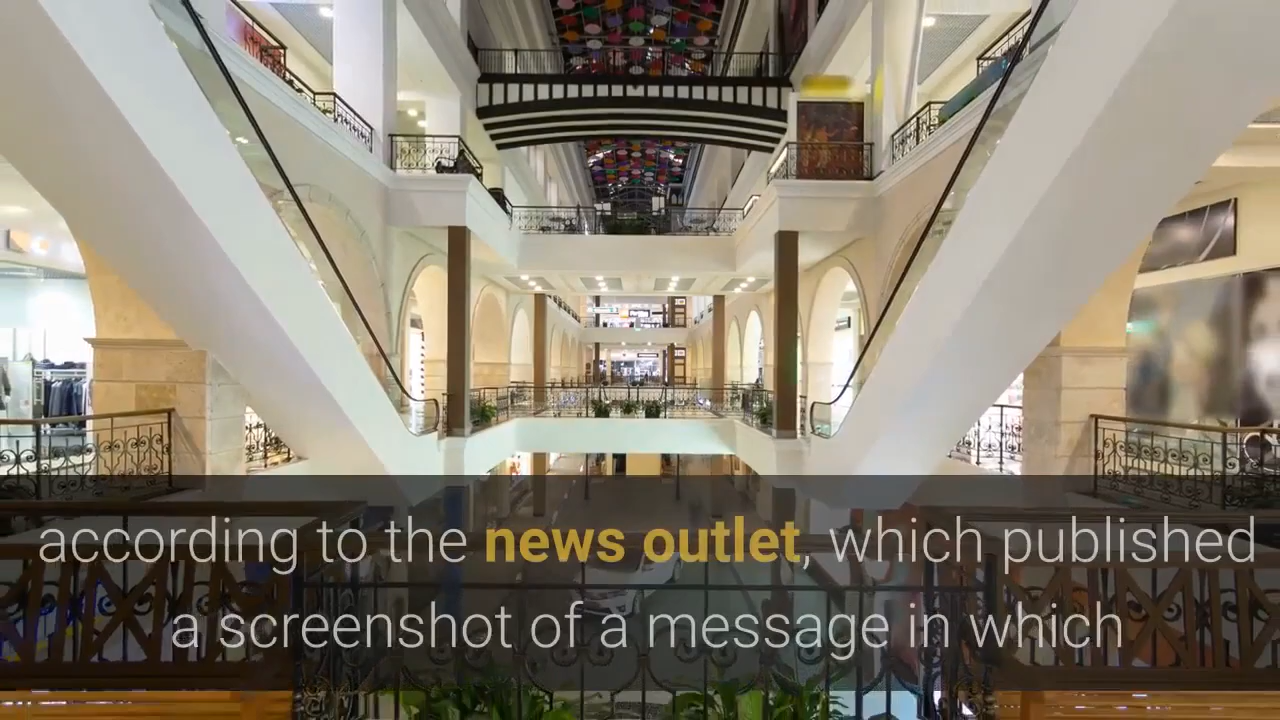 according to the news outlet, which published
a screenshot of a message in which